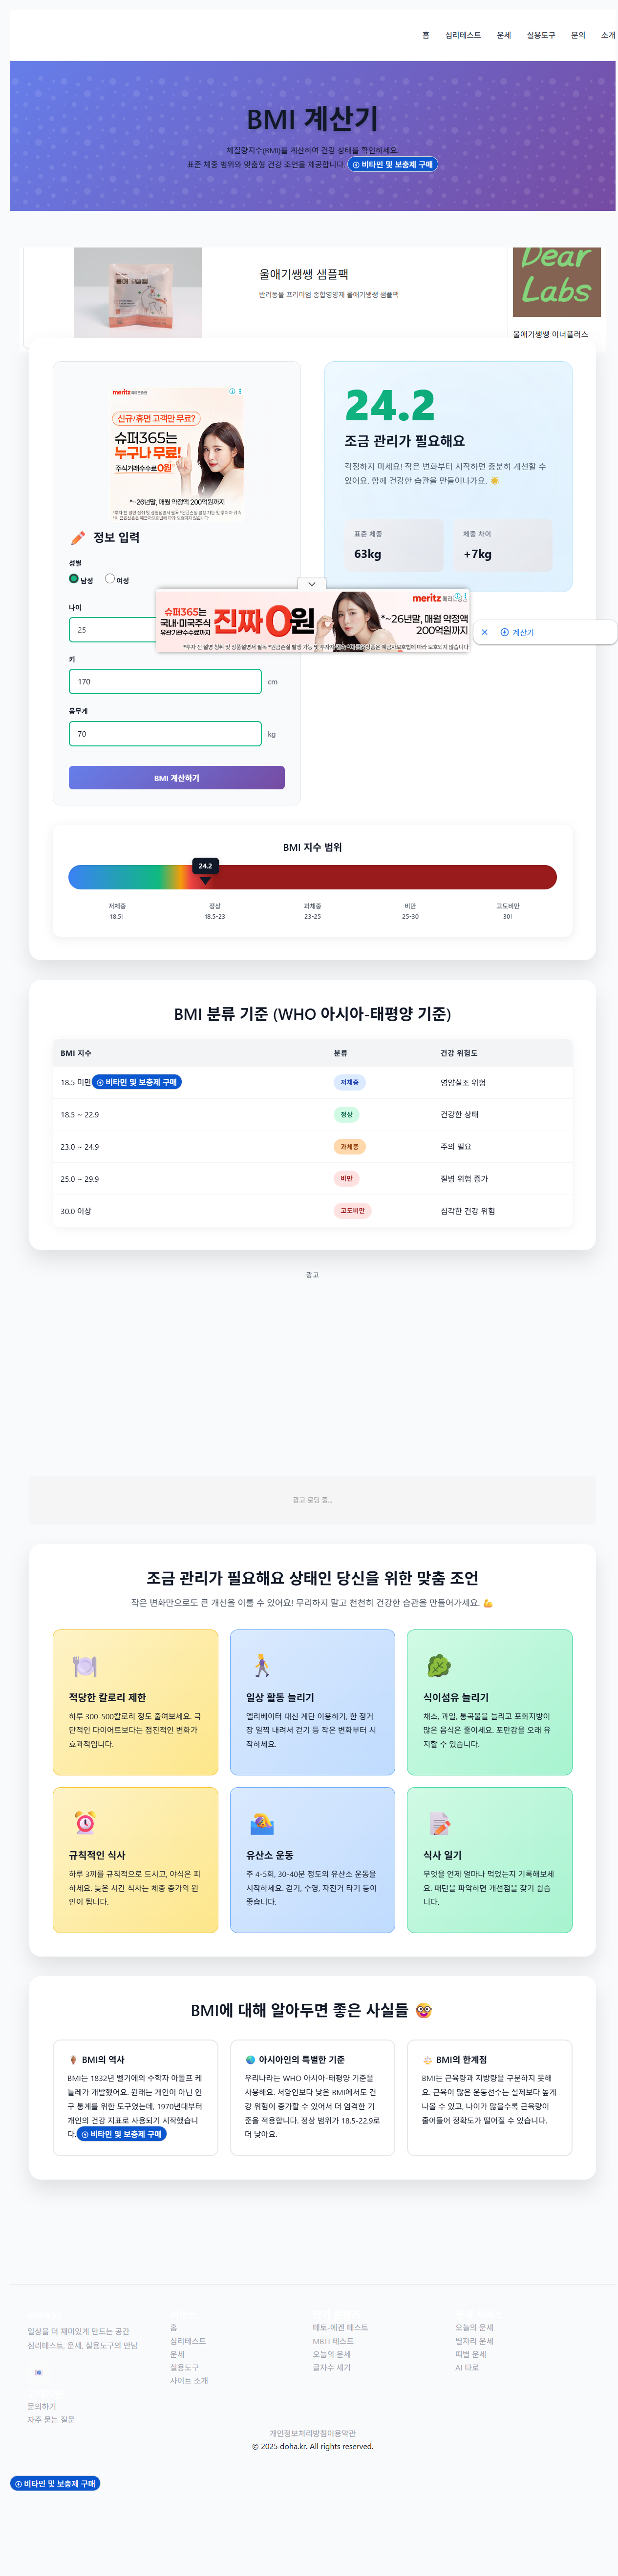 홈 심리테스트 운세 실용도구 문의 소개
BMI 계산기
체질량지수(BMI)를 계산하여 건강 상태를 확인하세요.
표준 체중 범위와 맞춤형 건강 조언을 제공합니다. 비타민 및 보충제 구매
울애기쌩쌩 샘플팩
반려동물 프리미엄 종합영양제 울애기쌩쌩 샘플팩
Dear
Labs
울애기쌩쌩 이너플러스
meritz
신규/휴면 고객만 무료?
슈퍼365는
누구나 무료!
주식거래수수료 0원
*~26년말, 매월 약정액 200억원까지
정보 입력
성별
남성 여성
나이
25
키
170 cm
몸무게
70 kg
BMI 계산하기
24.2
조금 관리가 필요해요
걱정하지 마세요! 작은 변화부터 시작하면 충분히 개선할 수
있어요. 함께 건강한 습관을 만들어나가요. ☀️
표준 체중
63kg
체중 차이
+7kg
슈퍼365는
국내·미국주식
유관기관수수료까지
진짜 0원
meritz
*~26년말, 매월 약정액
200억원까지
계산기
BMI 지수 범위
24.2
저체중 정상 과체중 비만 고도비만
18.5↓ 18.5-23 23-25 25-30 30↑
BMI 분류 기준 (WHO 아시아-태평양 기준)
BMI 지수 분류 건강 위험도
18.5 미만 비타민 및 보충제 구매 저체중 영양실조 위험
18.5 ~ 22.9 정상 건강한 상태
23.0 ~ 24.9 과체중 주의 필요
25.0 ~ 29.9 비만 질병 위험 증가
30.0 이상 고도비만 심각한 건강 위험
광고
광고 로딩 중...
조금 관리가 필요해요 상태인 당신을 위한 맞춤 조언
작은 변화만으로도 큰 개선을 이룰 수 있어요! 무리하지 말고 천천히 건강한 습관을 만들어가세요. 💪
적당한 칼로리 제한
하루 300-500칼로리 정도 줄여보세요. 극
단적인 다이어트보다는 점진적인 변화가
효과적입니다.
일상 활동 늘리기
엘리베이터 대신 계단 이용하기, 한 정거
장 일찍 내려서 걷기 등 작은 변화부터 시
작하세요.
식이섬유 늘리기
채소, 과일, 통곡물을 늘리고 포화지방이
많은 음식은 줄이세요. 포만감을 오래 유
지할 수 있습니다.
규칙적인 식사
하루 3끼를 규칙적으로 드시고, 야식은 피
하세요. 늦은 시간 식사는 체중 증가의 원
인이 됩니다.
유산소 운동
주 4-5회, 30-40분 정도의 유산소 운동을
시작하세요. 걷기, 수영, 자전거 타기 등이
좋습니다.
식사 일기
무엇을 언제 얼마나 먹었는지 기록해보세
요. 패턴을 파악하면 개선점을 찾기 쉽습
니다.
BMI에 대해 알아두면 좋은 사실들 🤓
BMI의 역사
BMI는 1832년 벨기에의 수학자 아돌프 케
틀레가 개발했어요. 원래는 개인이 아닌 인
구 통계를 위한 도구였는데, 1970년대부터
개인의 건강 지표로 사용되기 시작했습니
다. 비타민 및 보충제 구매
아시아인의 특별한 기준
우리나라는 WHO 아시아-태평양 기준을
사용해요. 서양인보다 낮은 BMI에서도 건
강 위험이 증가할 수 있어서 더 엄격한 기
준을 적용합니다. 정상 범위가 18.5-22.9로
더 낮아요.
BMI의 한계점
BMI는 근육량과 지방량을 구분하지 못해
요. 근육이 많은 운동선수는 실제보다 높게
나올 수 있고, 나이가 많을수록 근육량이
줄어들어 정확도가 떨어질 수 있습니다.
일상을 더 재미있게 만드는 공간
심리테스트, 운세, 실용도구의 만남
문의하기
자주 묻는 질문
홈
심리테스트
운세
실용도구
사이트 소개
테토-에겐 테스트
MBTI 테스트
오늘의 운세
글자수 세기
오늘의 운세
별자리 운세
띠별 운세
AI 타로
개인정보처리방침이용약관
© 2025 doha.kr. All rights reserved.
비타민 및 보충제 구매